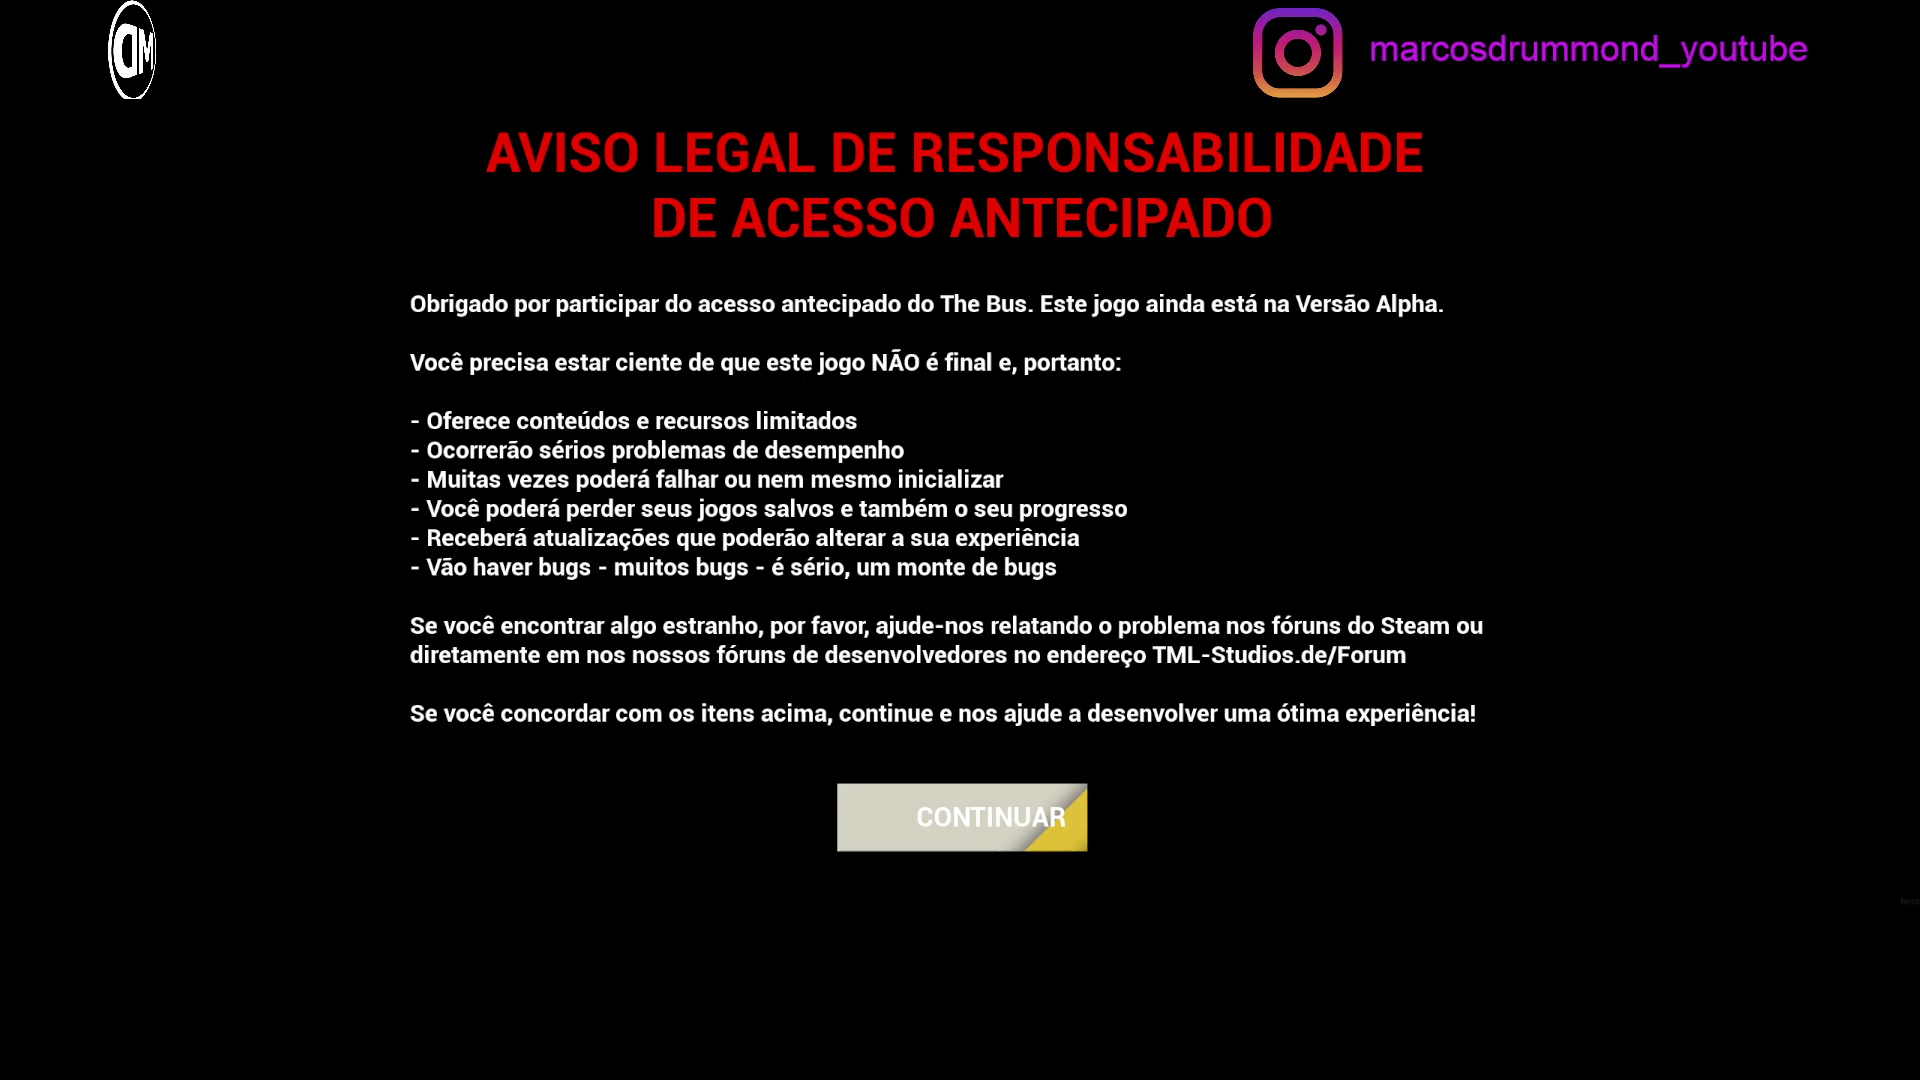 DM
marcosdrummond_youtube
AVISO LEGAL DE RESPONSABILIDADE
DE ACESSO ANTECIPADO
Obrigado por participar do acesso antecipado do The Bus. Este jogo ainda está na Versão Alpha.
Você precisa estar ciente de que este jogo NÃO é final e, portanto:
- Oferece conteúdos e recursos limitados
- Ocorrerão sérios problemas de desempenho
- Muitas vezes poderá falhar ou nem mesmo inicializar
- Você poderá perder seus jogos salvos e também o seu progresso
- Receberá atualizações que poderão alterar a sua experiência
- Vão haver bugs - muitos bugs - é sério, um monte de bugs
Se você encontrar algo estranho, por favor, ajude-nos relatando o problema nos fóruns do Steam ou
diretamente em nos nossos fóruns de desenvolvedores no endereço TML-Studios.de/Forum
Se você concordar com os itens acima, continue e nos ajude a desenvolver uma ótima experiência!
CONTINUAR
beta